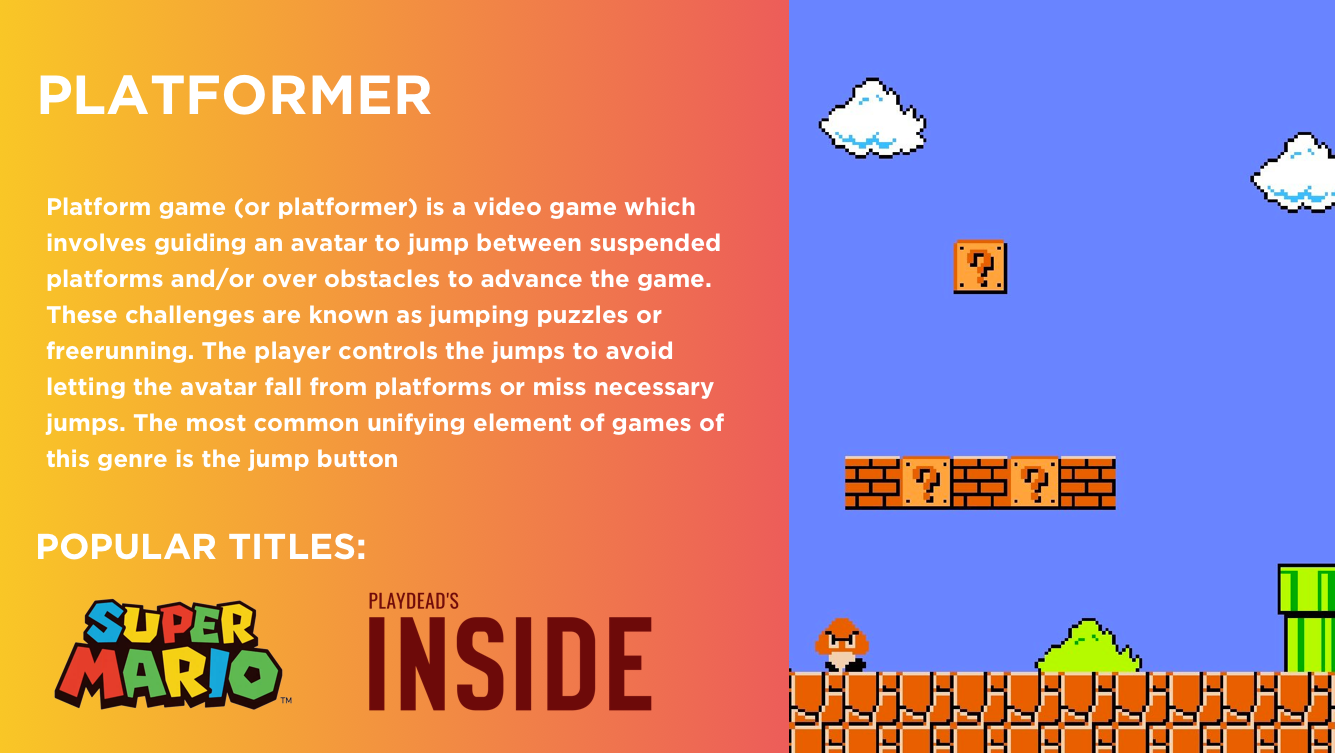 PLATFORMER
Platform game (or platformer) is a video game which
involves guiding an avatar to jump between suspended
platforms and/or over obstacles to advance the game.
These challenges are known as jumping puzzles or
freerunning. The player controls the jumps to avoid
letting the avatar fall from platforms or miss necessary
jumps. The most common unifying element of games of
this genre is the jump button
POPULAR TITLES:
SUPER
MARIO™
PLAYDEAD'S
INSIDE
?
? ?